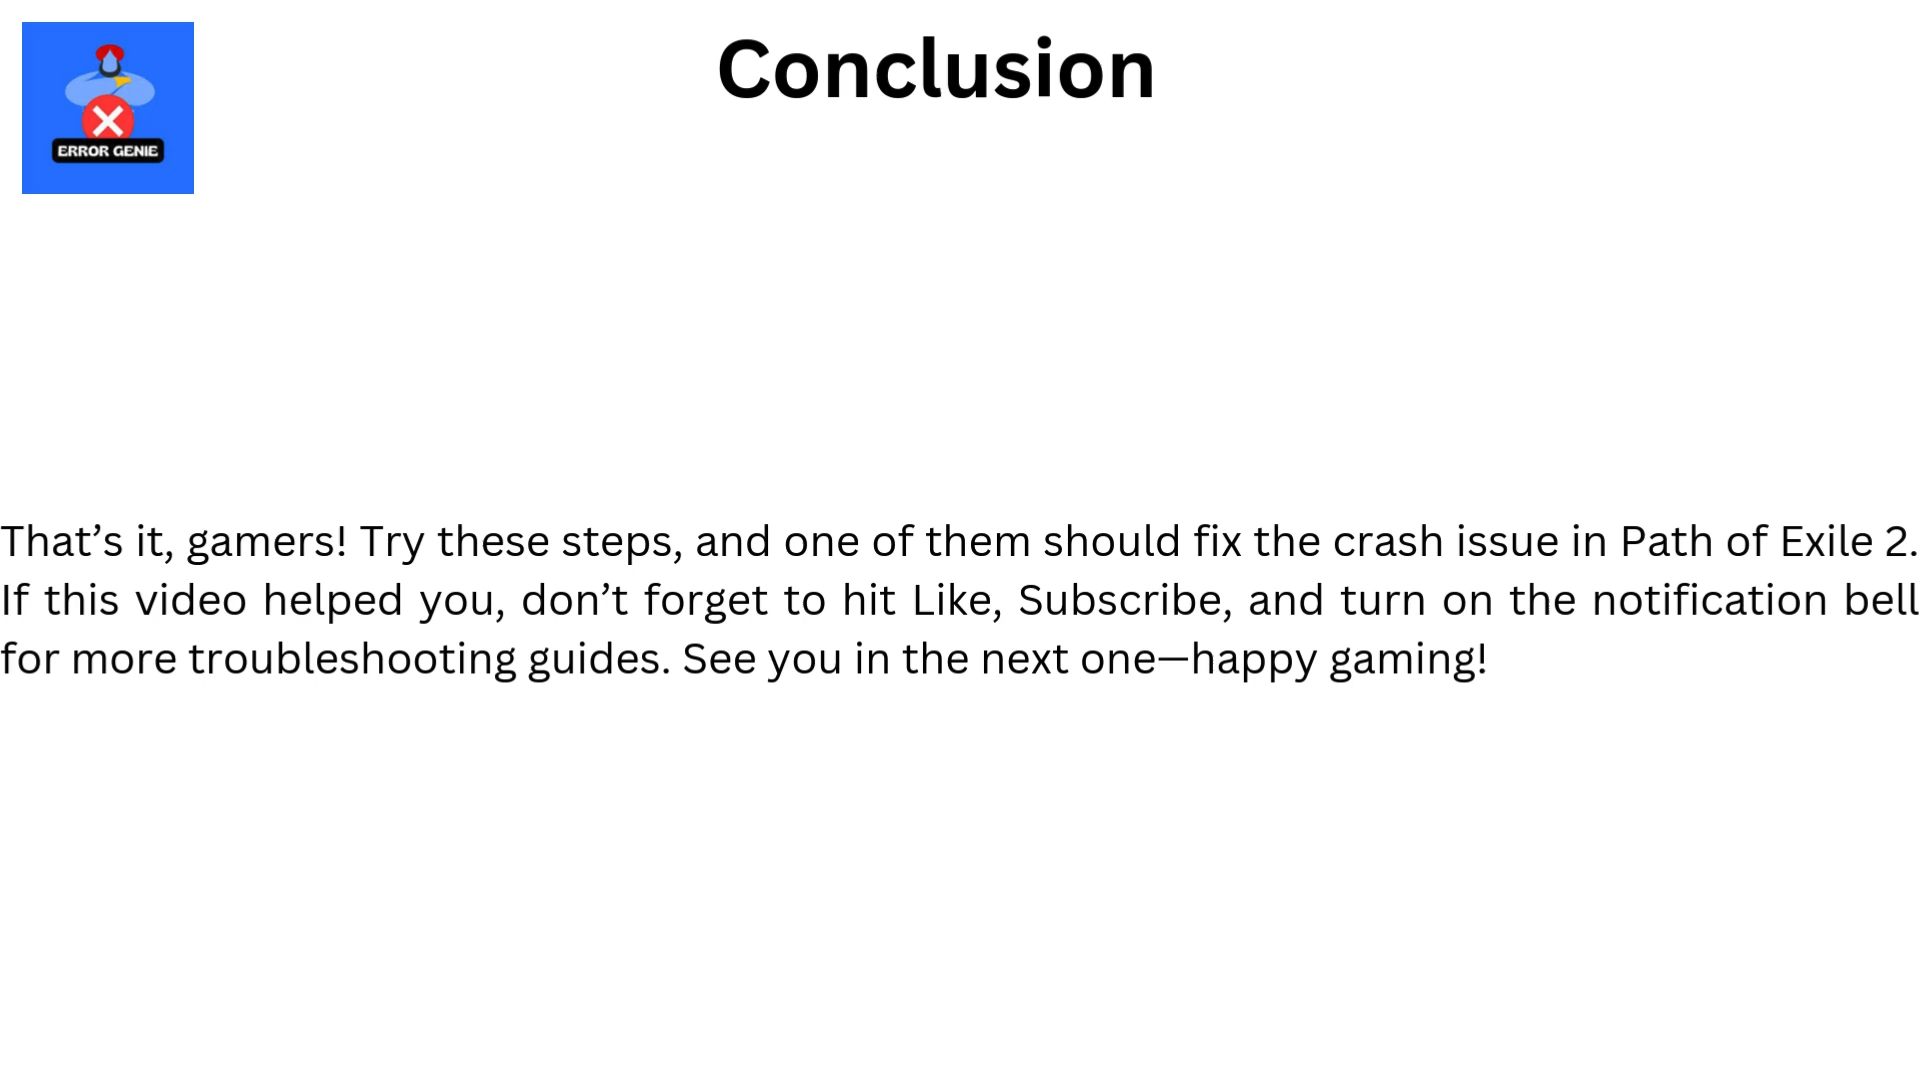 Conclusion
ERROR GENIE
That’s it, gamers! Try these steps, and one of them should fix the crash issue in Path of Exile 2.
If this video helped you, don’t forget to hit Like, Subscribe, and turn on the notification bell
for more troubleshooting guides. See you in the next one—happy gaming!